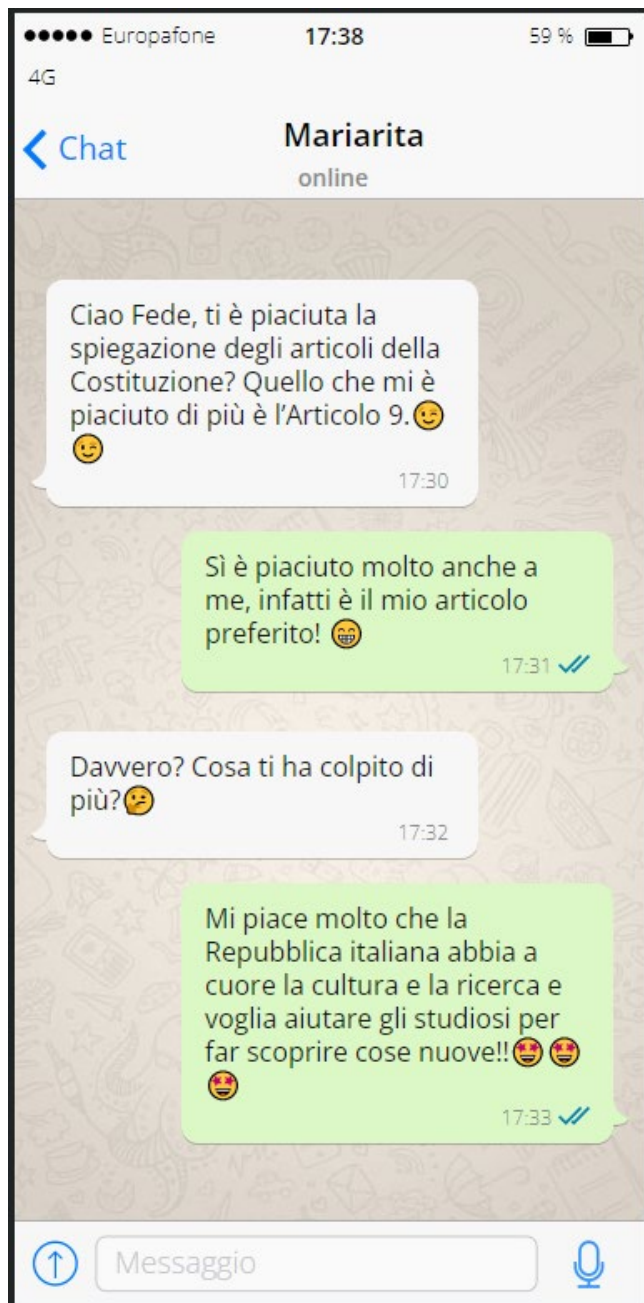 ●●●●● Europafone 17:38 59 %
4G
Chat Mariarita
online
Ciao Fede, ti è piaciuta la
spiegazione degli articoli della
Costituzione? Quello che mi è
piaciuto di più è l'Articolo 9.😉
😉
17:30
Sì è piaciuto molto anche a
me, infatti è il mio articolo
preferito! 😁
17:31
Davvero? Cosa ti ha colpito di
più?🤔
17:32
Mi piace molto che la
Repubblica italiana abbia a
cuore la cultura e la ricerca e
voglia aiutare gli studiosi per
far scoprire cose nuove!!🤩🤩
🤩
17:33
Messaggio